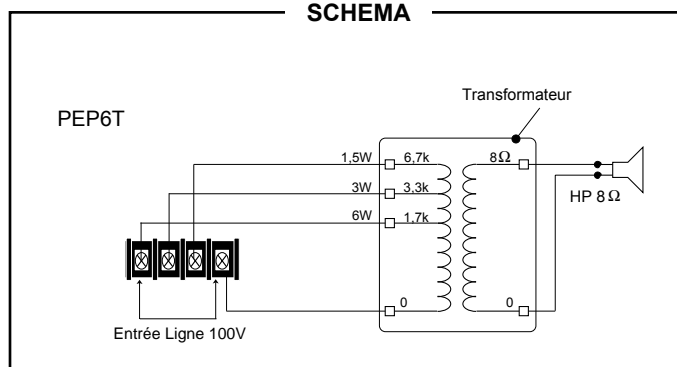 SCHEMA
Transformateur
PEP6T
1,5W 6,7k 8Ω
3W 3,3k
HP 8 Ω
6W 1,7k
0 0
Entrée Ligne 100V